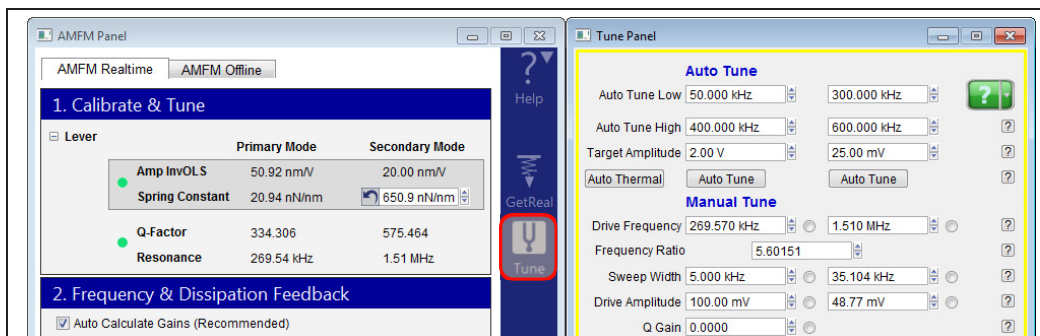 AMFM Panel
AMFM Realtime AMFM Offline
1. Calibrate & Tune
Lever
Primary Mode Secondary Mode
Amp InvOLS 50.92 nm/V 20.00 nm/V
Spring Constant 20.94 nN/nm 650.9 nN/nm
Q-Factor 334.306 575.464
Resonance 269.54 kHz 1.51 MHz
2. Frequency & Dissipation Feedback
Auto Calculate Gains (Recommended)
?
Help
GetReal
Tune
Tune Panel
Auto Tune
Auto Tune Low 50.000 kHz 300.000 kHz ?
Auto Tune High 400.000 kHz 600.000 kHz ?
Target Amplitude 2.00 V 25.00 mV ?
Auto Thermal Auto Tune Auto Tune ?
Manual Tune
Drive Frequency 269.570 kHz 1.510 MHz ?
Frequency Ratio 5.60151 ?
Sweep Width 5.000 kHz 35.104 kHz ?
Drive Amplitude 100.00 mV 48.77 mV ?
Q Gain 0.0000 ?